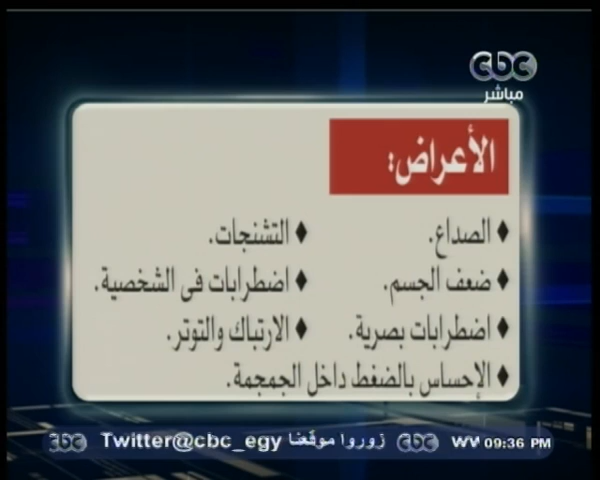 cbc
مباشر
الأعراض:
♦ الصداع.
♦ ضعف الجسم.
♦ اضطرابات بصرية.
♦ التشنجات.
♦ اضطرابات فى الشخصية.
♦ الارتباك والتوتر.
♦ الإحساس بالضغط داخل الجمجمة.
cbc Twitter@cbc_egy زوروا موقعنا cbc WW 09:36 PM